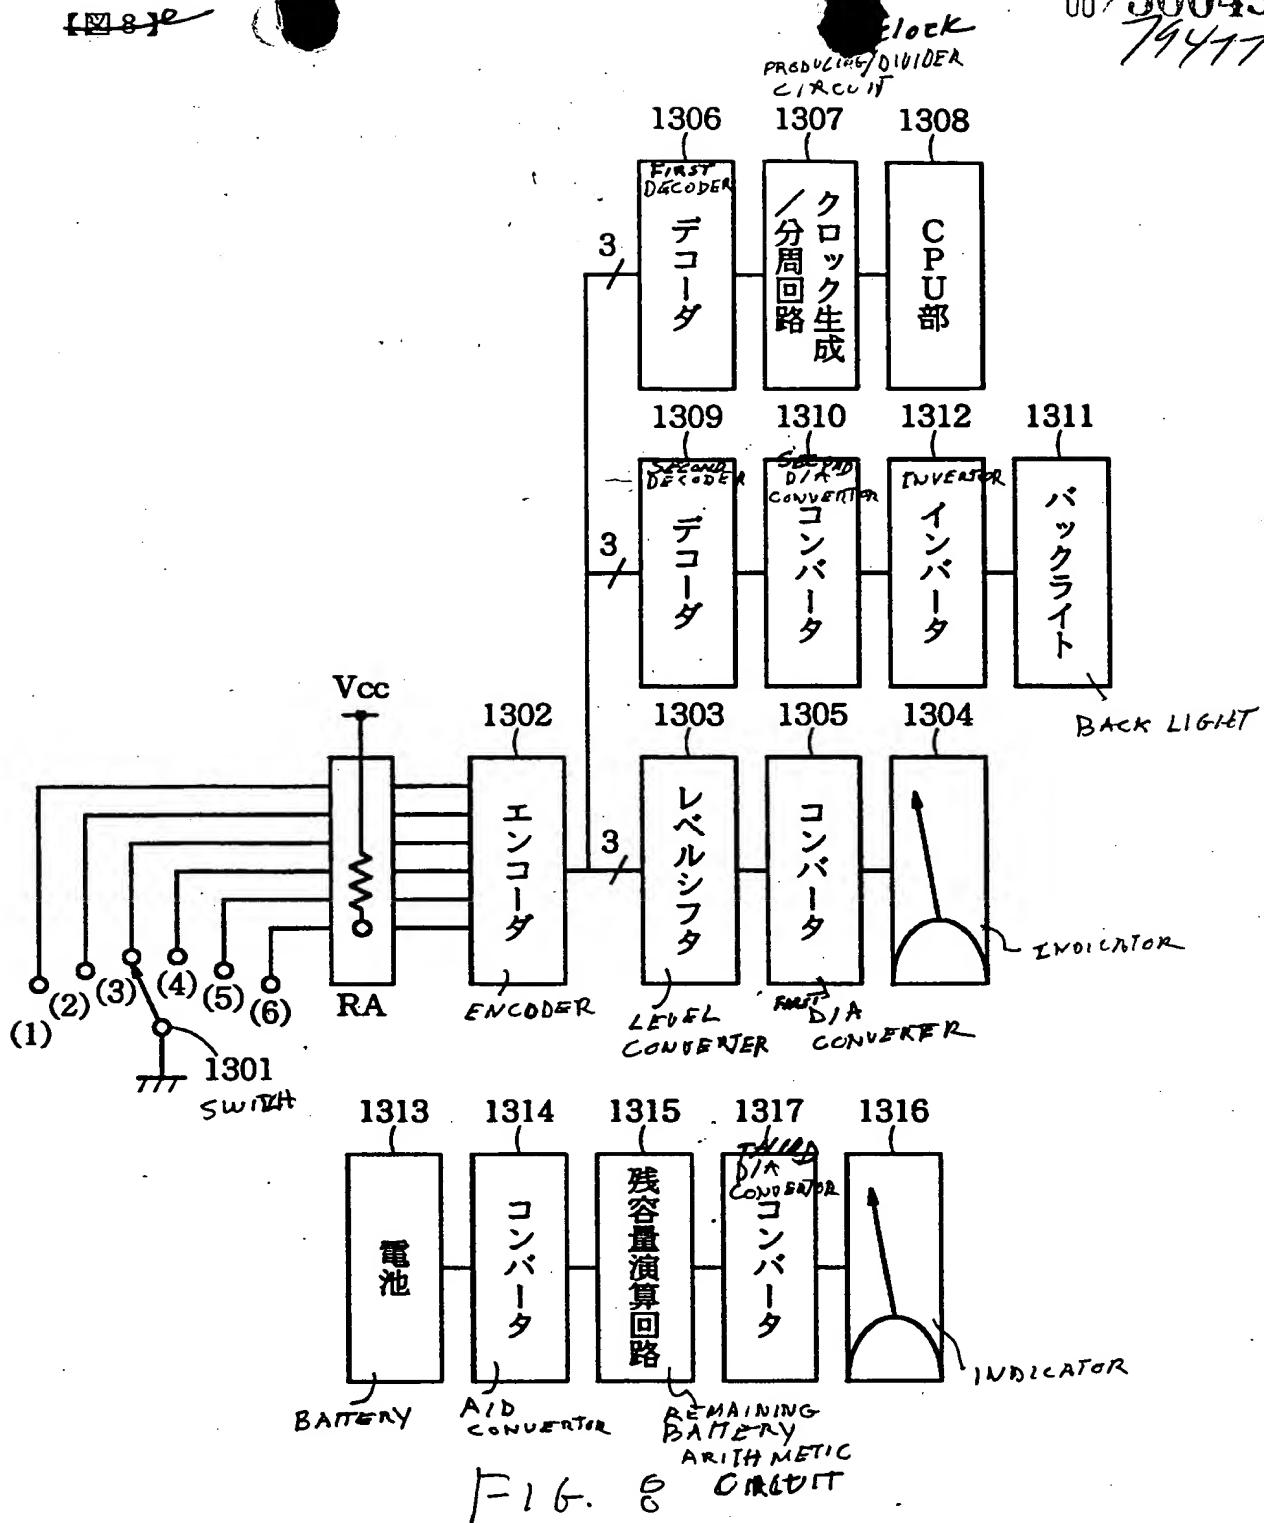 【図8】
clock
PRODUCING/DIVIDER
CIRCUIT
79477
1306
1307
1308
FIRST
DECODER
デコーダ
クロック生成
/分周回路
CPU部
3
1309
1310
1312
1311
SECOND
DECODER
SECOND
D/A
CONVERTOR
INVERTOR
デコーダ
コンバータ
インバータ
バックライト
3
BACK LIGHT
Vcc
1302
1303
1305
1304
エンコーダ
レベルシフタ
コンバータ
3
(1)
(2)
(3)
(4)
(5)
(6)
RA
ENCODER
LEVEL
CONVERTER
FIRST
D/A
CONVERTER
INDICATOR
1301
SWITCH
1313
1314
1315
1317
1316
THIRD
D/A
CONVERTOR
電池
コンバータ
残容量演算回路
コンバータ
BATTERY
A/D
CONVERTOR
REMAINING
BATTERY
ARITHMETIC
CIRCUIT
INDICATOR
FIG. 8